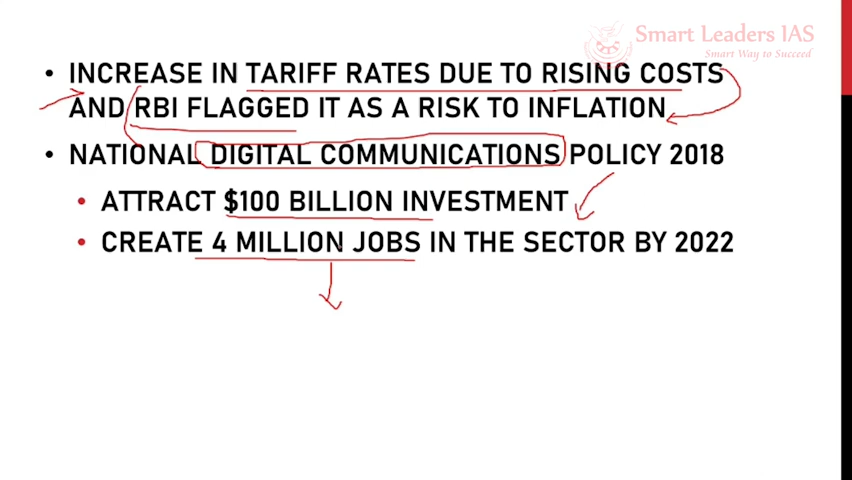 Smart Leaders IAS
Smart Way to Succeed
• INCREASE IN TARIFF RATES DUE TO RISING COSTS
AND RBI FLAGGED IT AS A RISK TO INFLATION
• NATIONAL DIGITAL COMMUNICATIONS POLICY 2018
• ATTRACT $100 BILLION INVESTMENT
• CREATE 4 MILLION JOBS IN THE SECTOR BY 2022